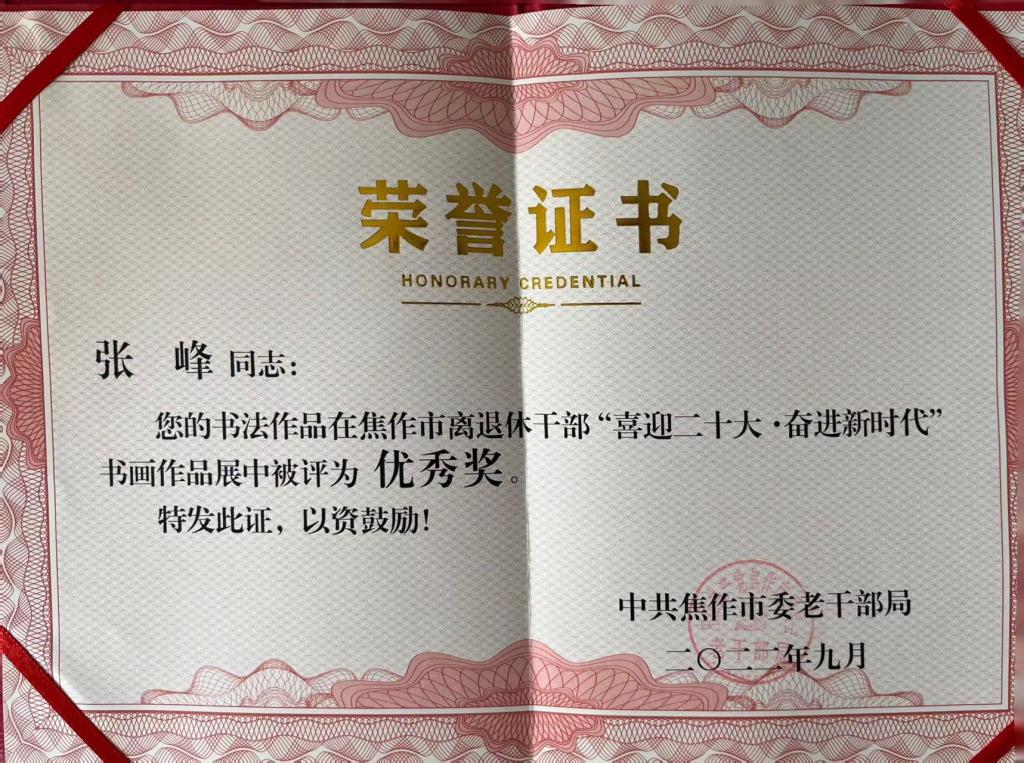 荣誉证书
HONORARY CREDENTIAL
张 峰 同志：
您的书法作品在焦作市离退休干部“喜迎二十大·奋进新时代”
书画作品展中被评为 优秀奖。
特发此证，以资鼓励！
中共焦作市委老干部局
二〇二二年九月